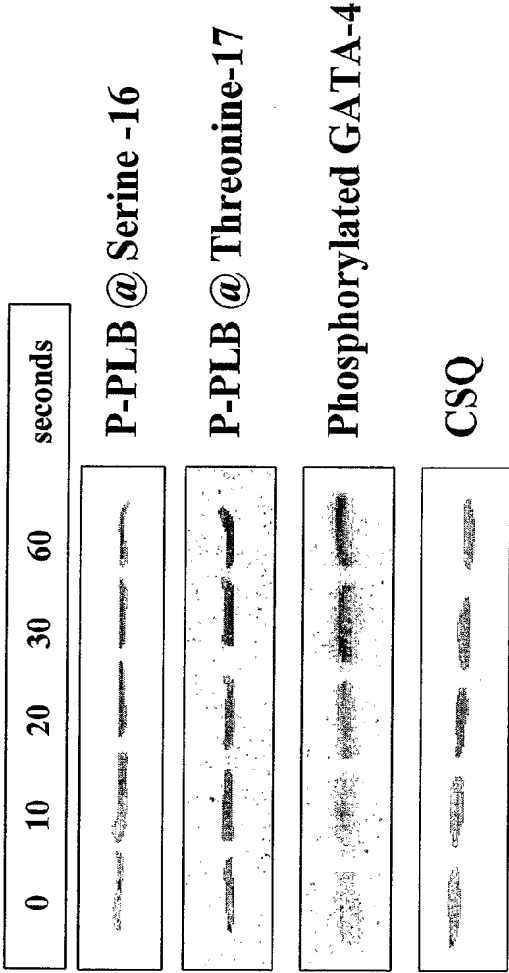 0 10 20 30 60 seconds
P-PLB @ Serine -16
P-PLB @ Threonine-17
Phosphorylated GATA-4
CSQ